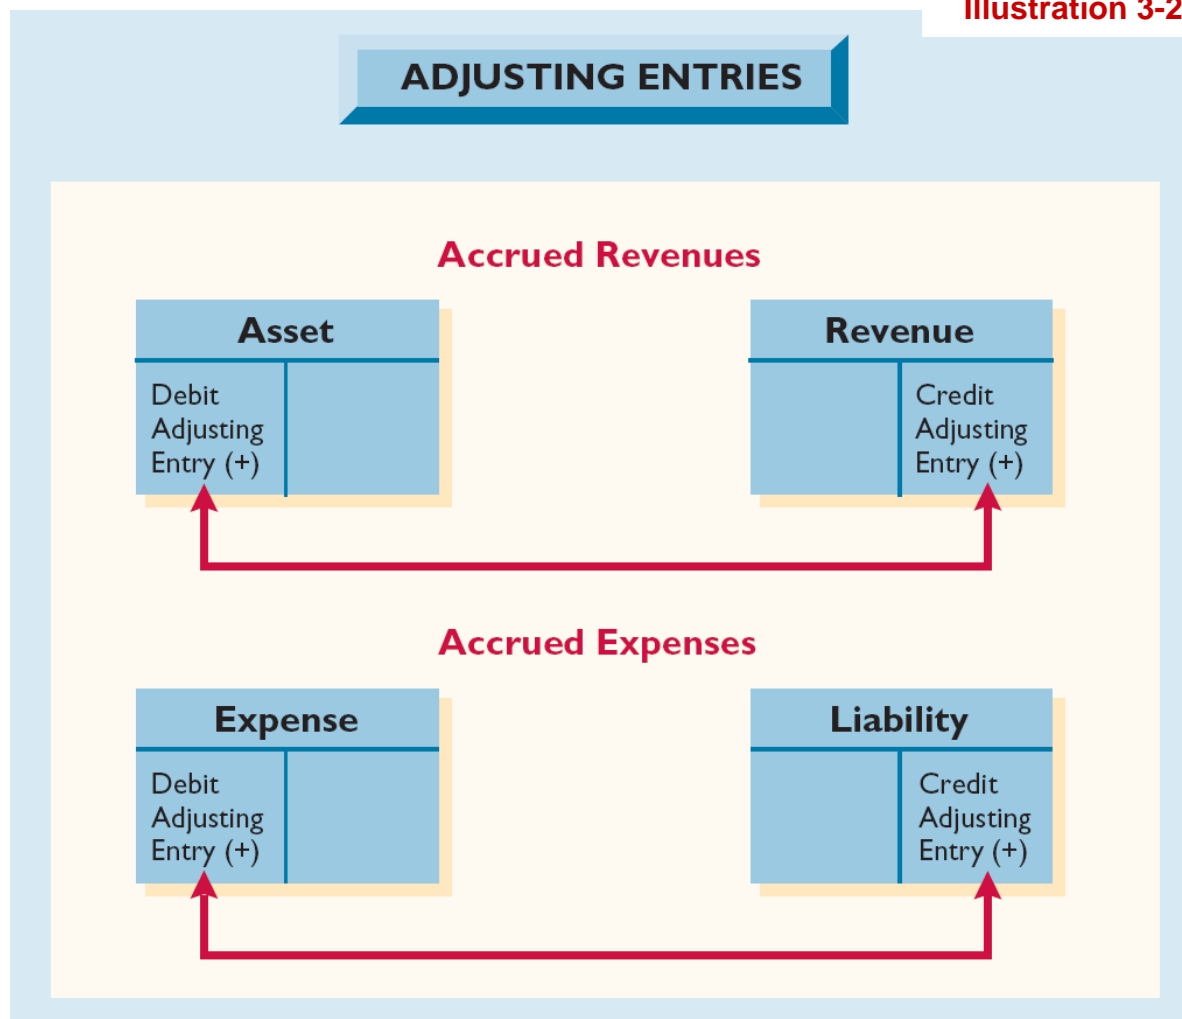 Illustration 3-2
ADJUSTING ENTRIES
Accrued Revenues
Asset
Debit
Adjusting
Entry (+)
Revenue
Credit
Adjusting
Entry (+)
Accrued Expenses
Expense
Debit
Adjusting
Entry (+)
Liability
Credit
Adjusting
Entry (+)